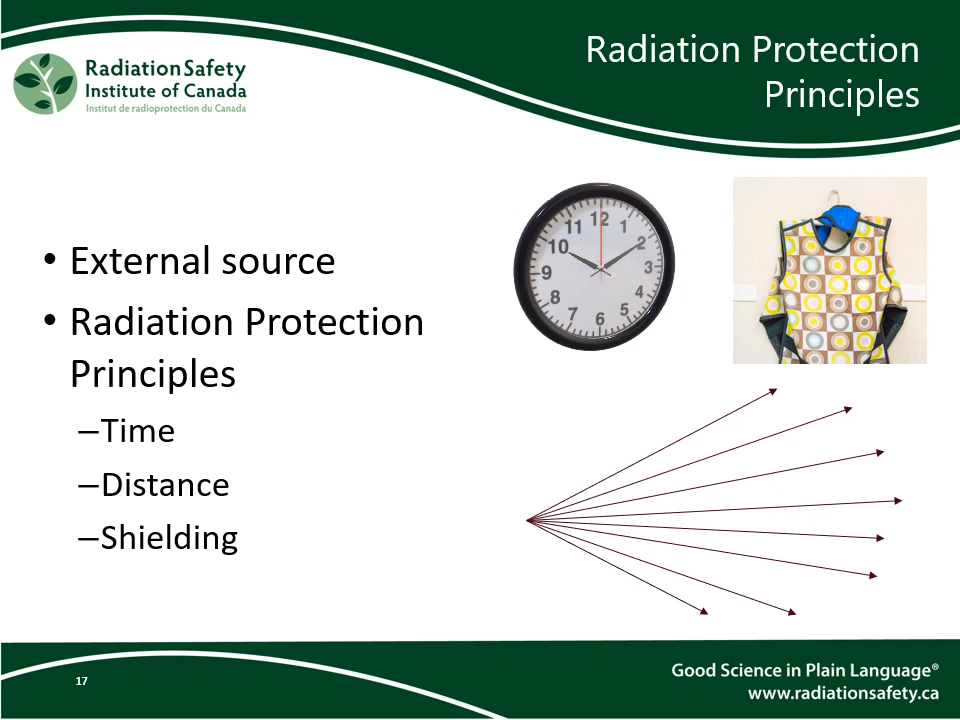 Radiation Protection
Principles
Radiation Safety
Institute of Canada
Institut de radioprotection du Canada
• External source
• Radiation Protection
Principles
–Time
–Distance
–Shielding
12
1
2
3
4
5
6
7
8
9
10
11
17
Good Science in Plain Language®
www.radiationsafety.ca